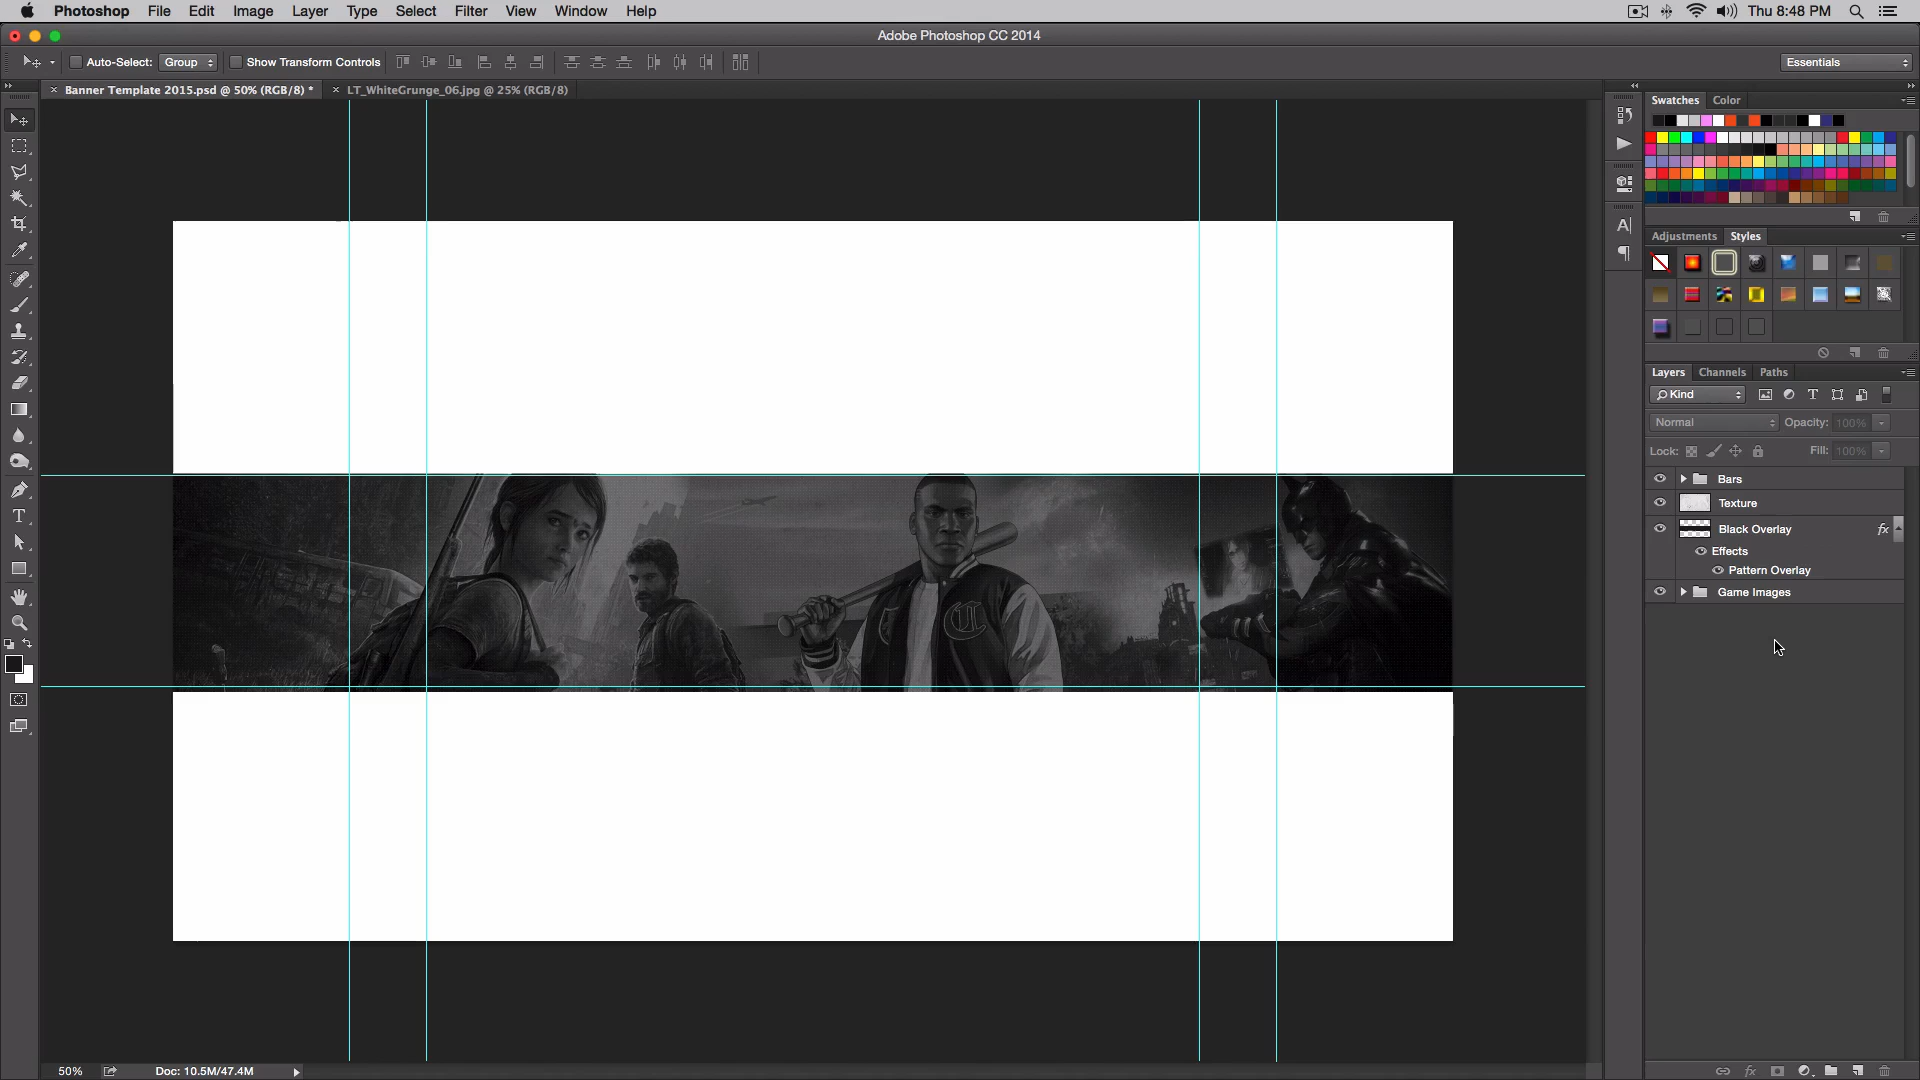 Photoshop File Edit Image Layer Type Select Filter View Window Help Thu 8:48 PM
Adobe Photoshop CC 2014
Auto-Select: Group Show Transform Controls Essentials
Banner Template 2015.psd @ 50% (RGB/8) * LT_WhiteGrunge_06.jpg @ 25% (RGB/8)
Swatches Color
Adjustments Styles
Layers Channels Paths
Kind
Normal Opacity: 100%
Lock: Fill: 100%
Bars
Texture
Black Overlay fx
Effects
Pattern Overlay
Game Images
50% Doc: 10.5M/47.4M